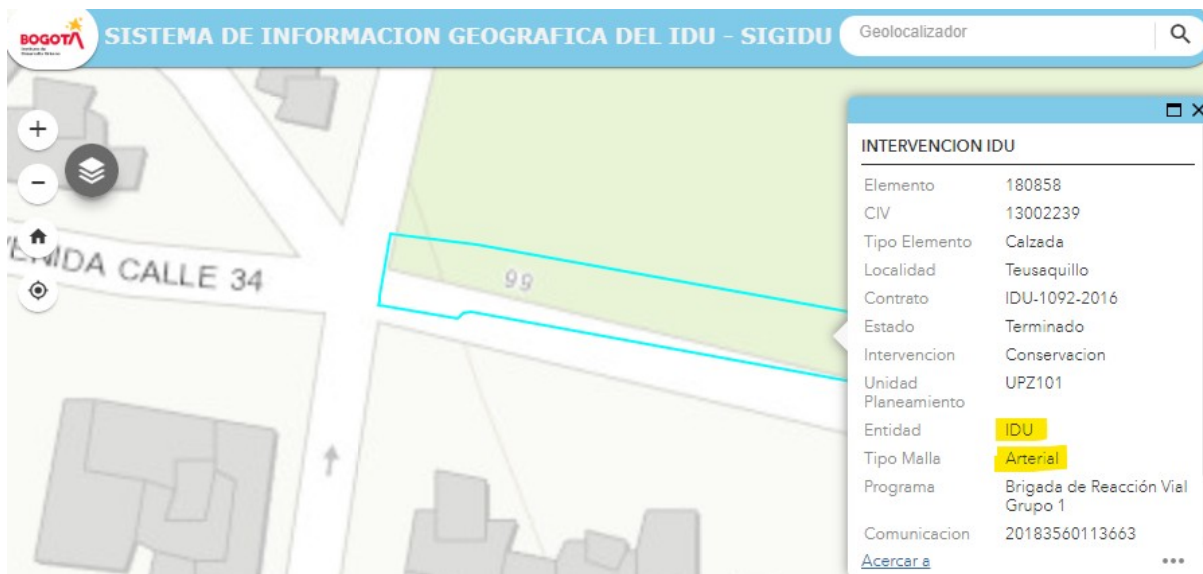 BOGOTÁ
SISTEMA DE INFORMACION GEOGRAFICA DEL IDU - SIGIDU
Geolocalizador
INTERVENCION IDU
Elemento 180858
CIV 13002239
Tipo Elemento Calzada
Localidad Teusaquillo
Contrato IDU-1092-2016
Estado Terminado
Intervencion Conservacion
Unidad Planeamiento UPZ101
Entidad IDU
Tipo Malla Arterial
Programa Brigada de Reacción Vial
Grupo 1
Comunicacion 20183560113663
Acercar a
VENIDA CALLE 34
99